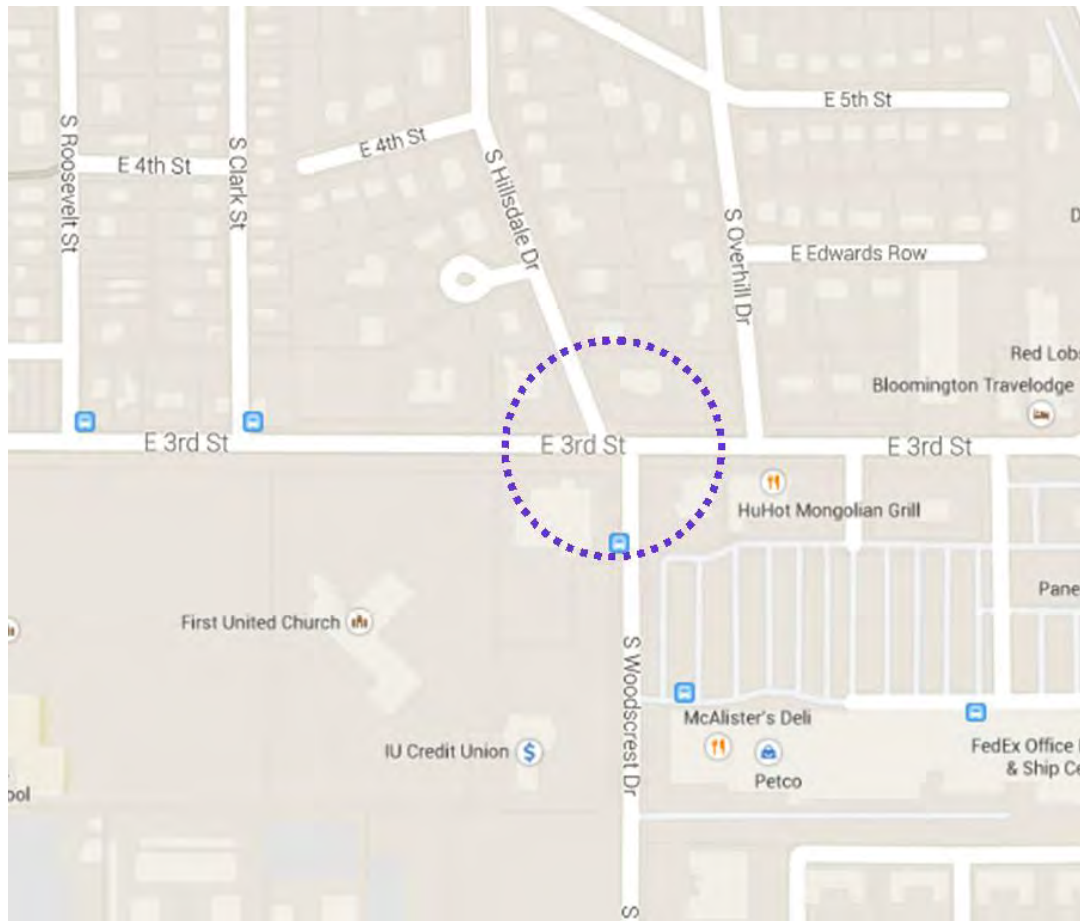 E 5th St
S Roosevelt St
S Clark St
E 4th St
E 4th St
S Hillsdale Dr
S Overhill Dr
D
E Edwards Row
Red Lobs
Bloomington Travelodge
E 3rd St
E 3rd St
E 3rd St
HuHot Mongolian Grill
Pane
First United Church
S Woodscrest Dr
McAlister's Deli
IU Credit Union
$
Petco
FedEx Office
& Ship Ce
ool
S